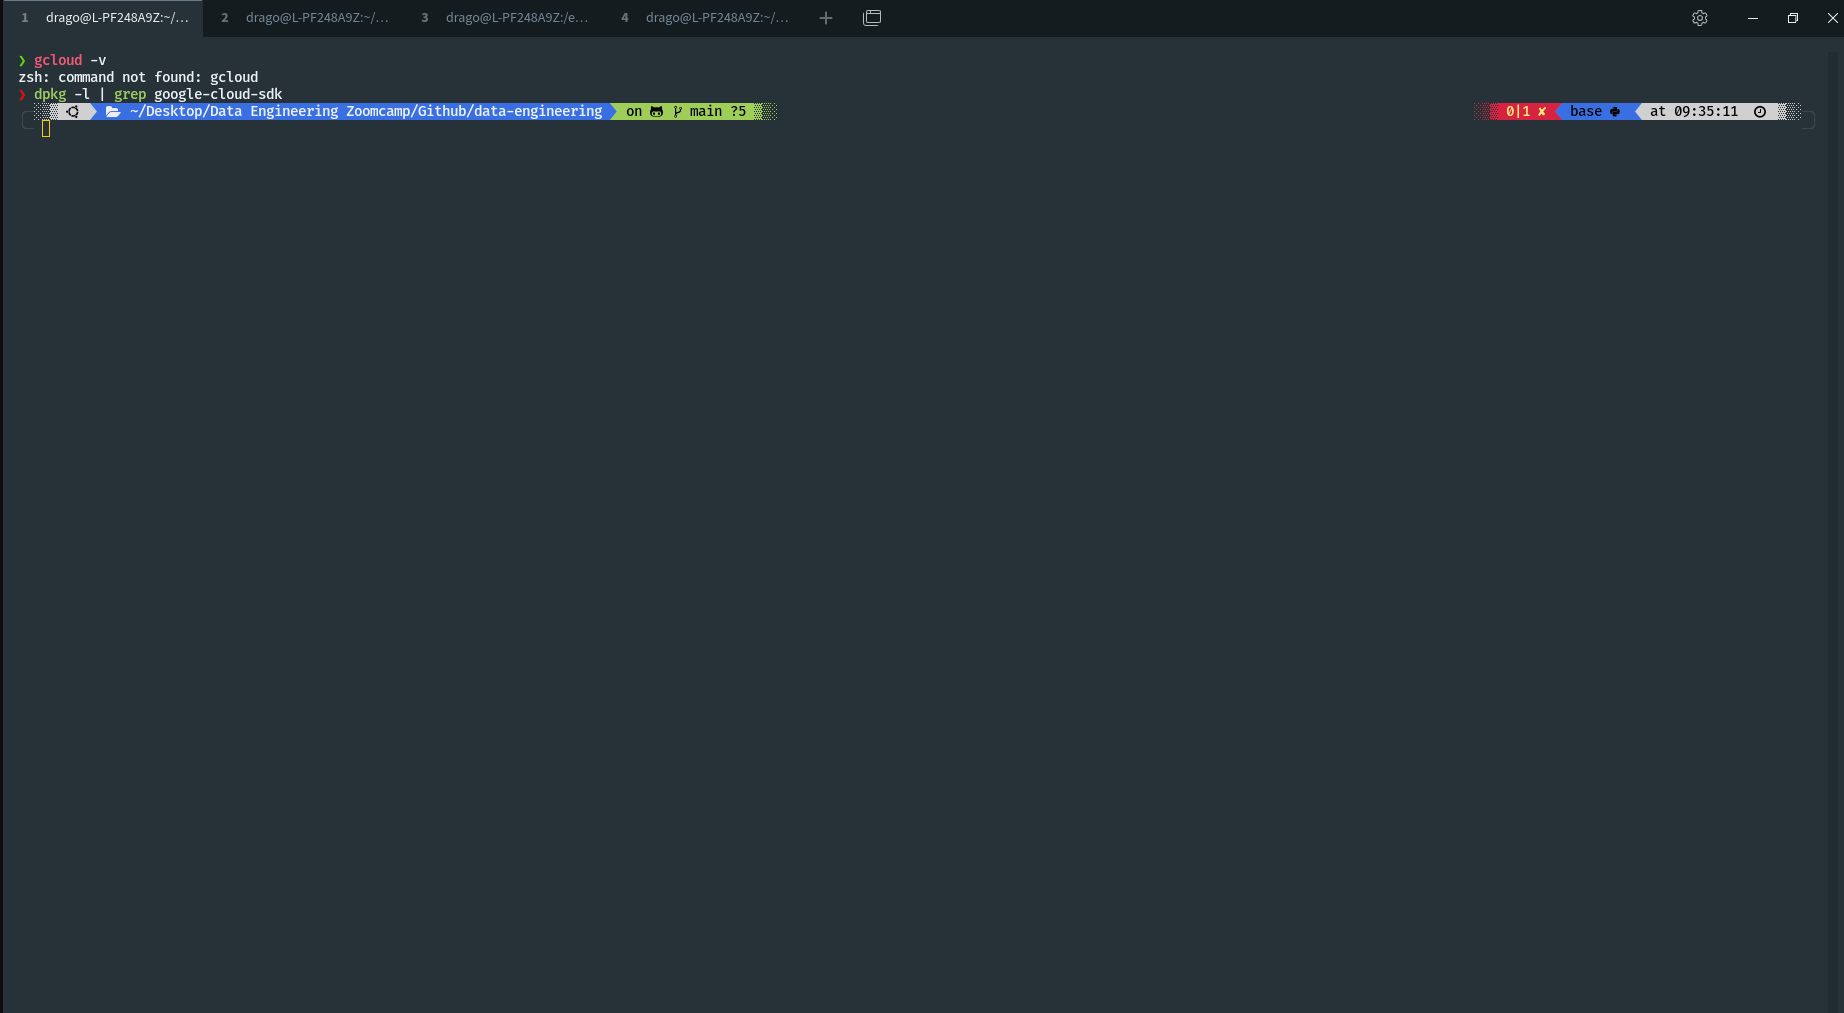 1 drago@L-PF248A9Z:~/... 2 drago@L-PF248A9Z:~/... 3 drago@L-PF248A9Z:/e... 4 drago@L-PF248A9Z:~/...
❯ gcloud -v
zsh: command not found: gcloud
❯ dpkg -l | grep google-cloud-sdk
~/Desktop/Data Engineering Zoomcamp/Github/data-engineering on main ?5 0|1 ✘ base at 09:35:11